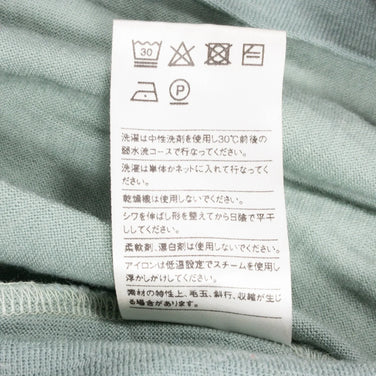 30
P
洗濯は中性洗剤を使用し30℃前後の
弱水流コースで行なってください。
洗濯は単体かネットに入れて行なってく
ださい。
乾燥機は使用しないでください。
シワを伸ばし形を整えてから日陰で平干
ししてください。
柔軟剤、漂白剤は使用しないでください。
アイロンは低温設定でスチームを使用し
浮かしがけしてください。
素材の特性上、毛玉、斜行、収縮が生じ
る場合があります。